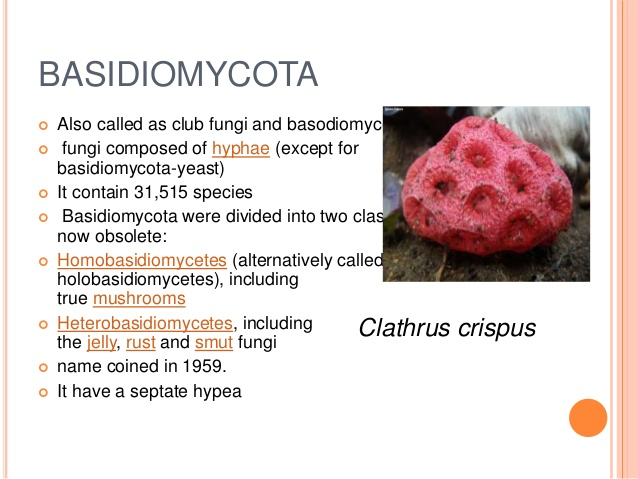 BASIDIOMYCOTA
Also called as club fungi and basodiomyc
fungi composed of hyphae (except for
basidiomycota-yeast)
It contain 31,515 species
Basidiomycota were divided into two clas
now obsolete:
Homobasidiomycetes (alternatively called
holobasidiomycetes), including
true mushrooms
Heterobasidiomycetes, including
the jelly, rust and smut fungi
name coined in 1959.
It have a septate hypea
Clathrus crispus